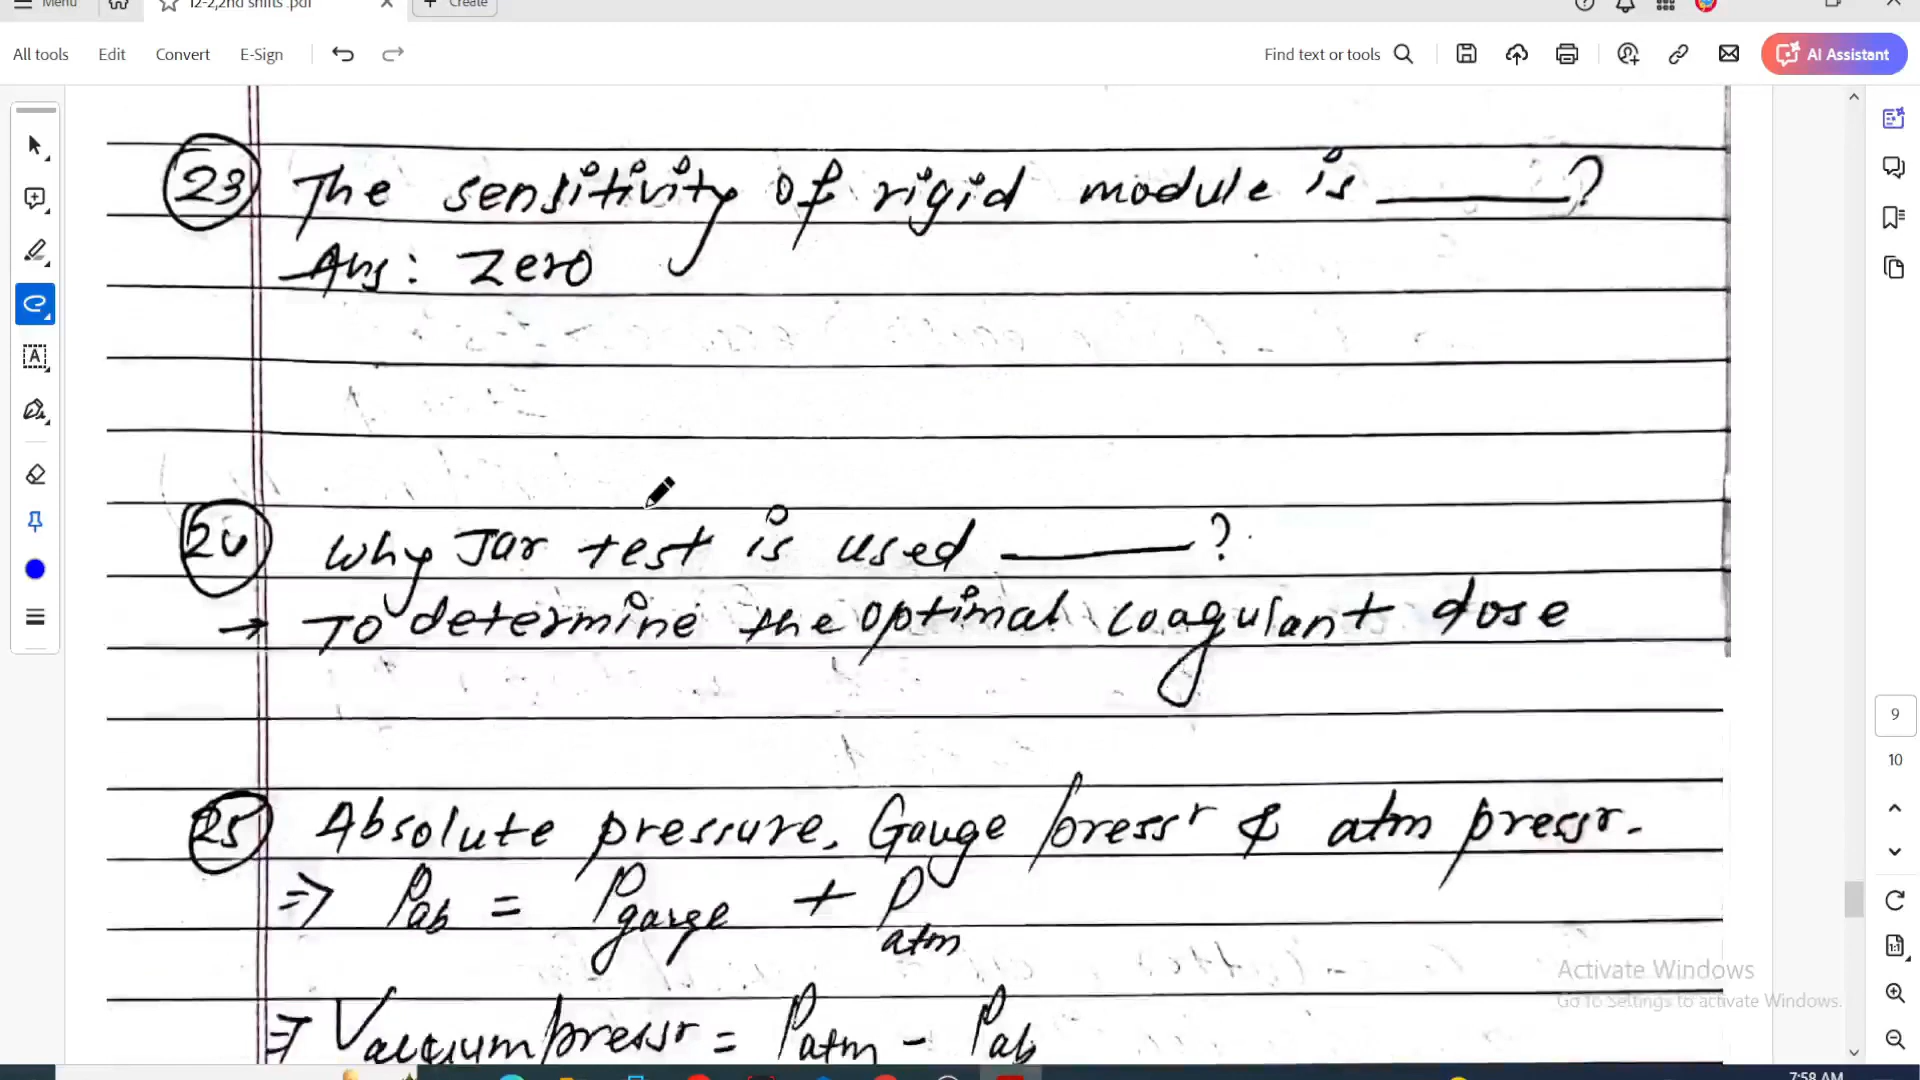 Menu
12-2,2nd shifts .pdf
Create
All tools
Edit
Convert
E-Sign
Find text or tools
AI Assistant
23 The sensitivity of rigid module is ______?
Ans: Zero
24 Why Jar test is used ______?
→ To determine the optimal coagulant dose
25 Absolute pressure, Gauge pressr & atm pressr.
⇒ Pab = Pgauge + Patm
⇒ Vacuum pressr = Patm - Pab
9
10
Activate Windows
Go to Settings to activate Windows.
7:58 AM